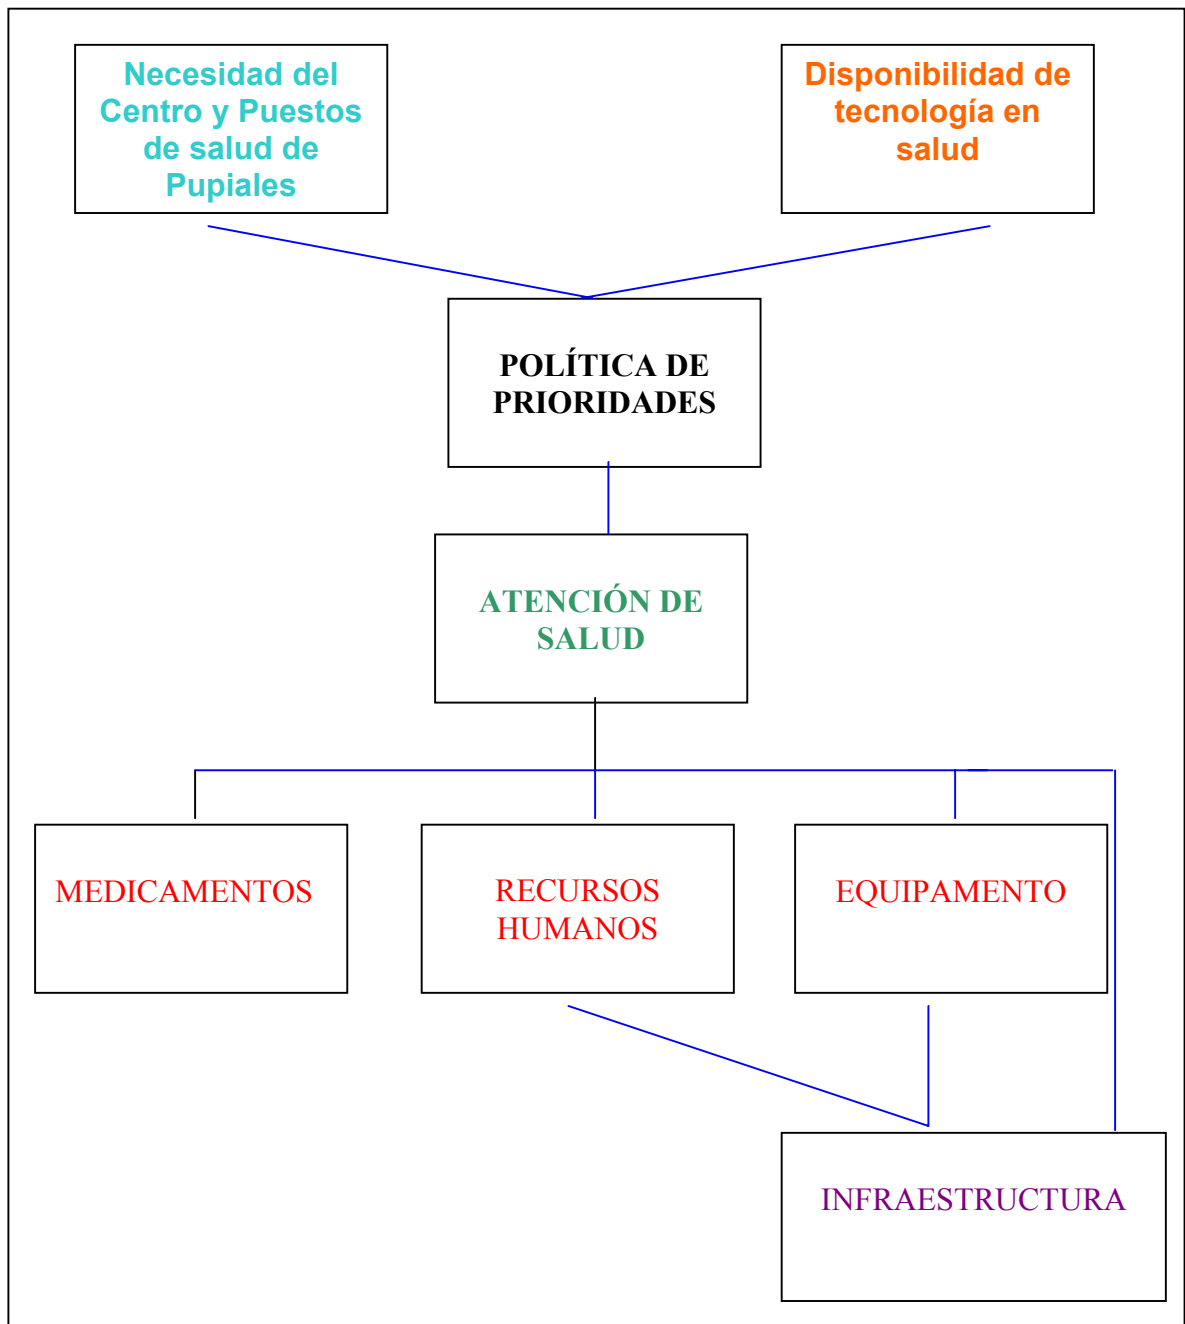 Necesidad del
Centro y Puestos
de salud de
Pupiales
Disponibilidad de
tecnología en
salud
POLÍTICA DE
PRIORIDADES
ATENCIÓN DE
SALUD
MEDICAMENTOS
RECURSOS
HUMANOS
EQUIPAMENTO
INFRAESTRUCTURA